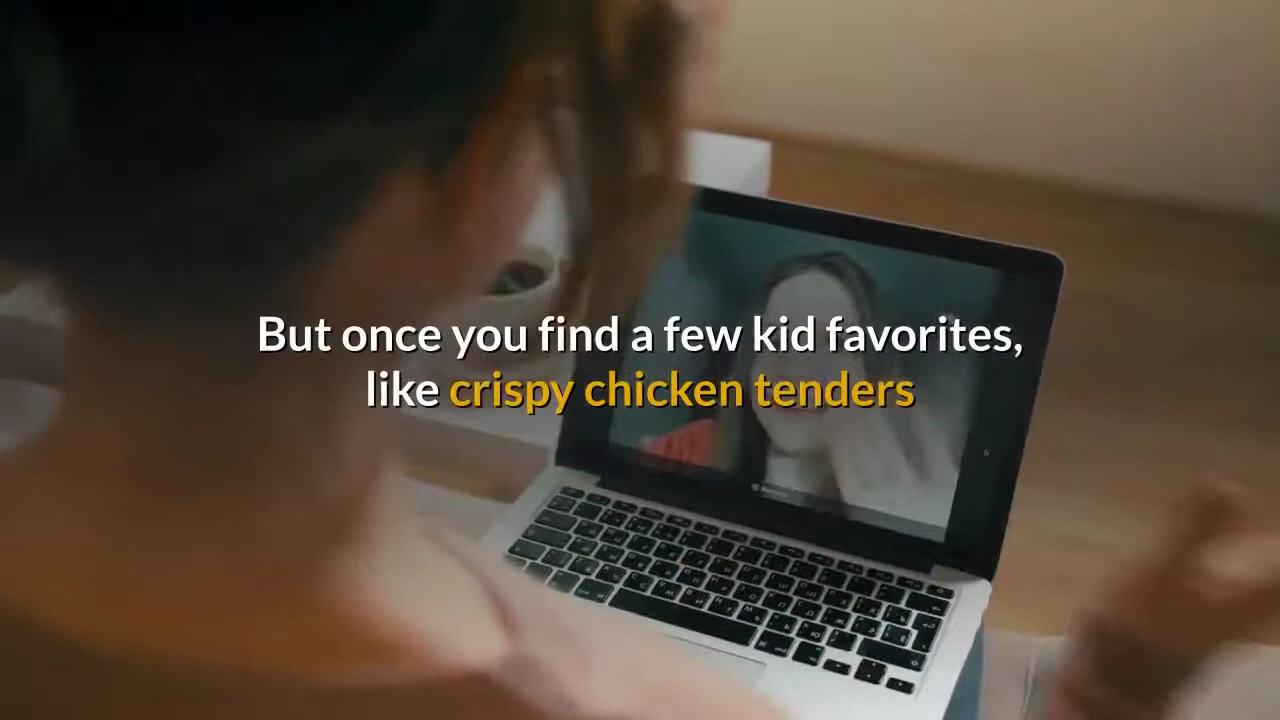 But once you find a few kid favorites,
like crispy chicken tenders